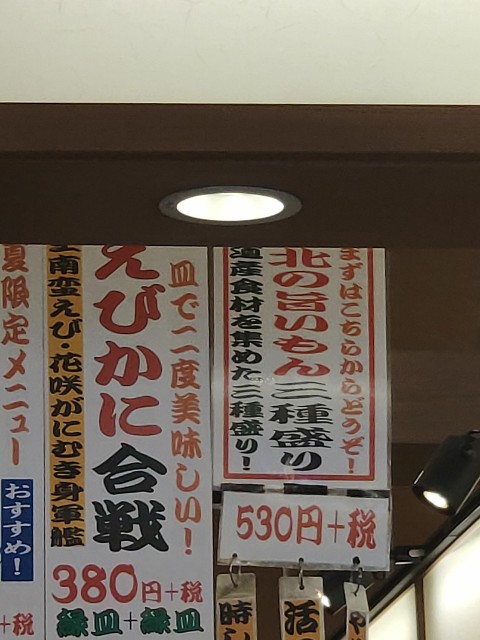 まずはこちらからどうぞ!
北の旨いもん三種盛り
道産食材を集めた三種盛り!
530円+税
皿で二度美味しい!
えびかに合戦
南蛮えび・花咲がにむき身軍艦
380円+税
緑皿+緑皿
夏限定メニュー
おすすめ!
+税
時し
活